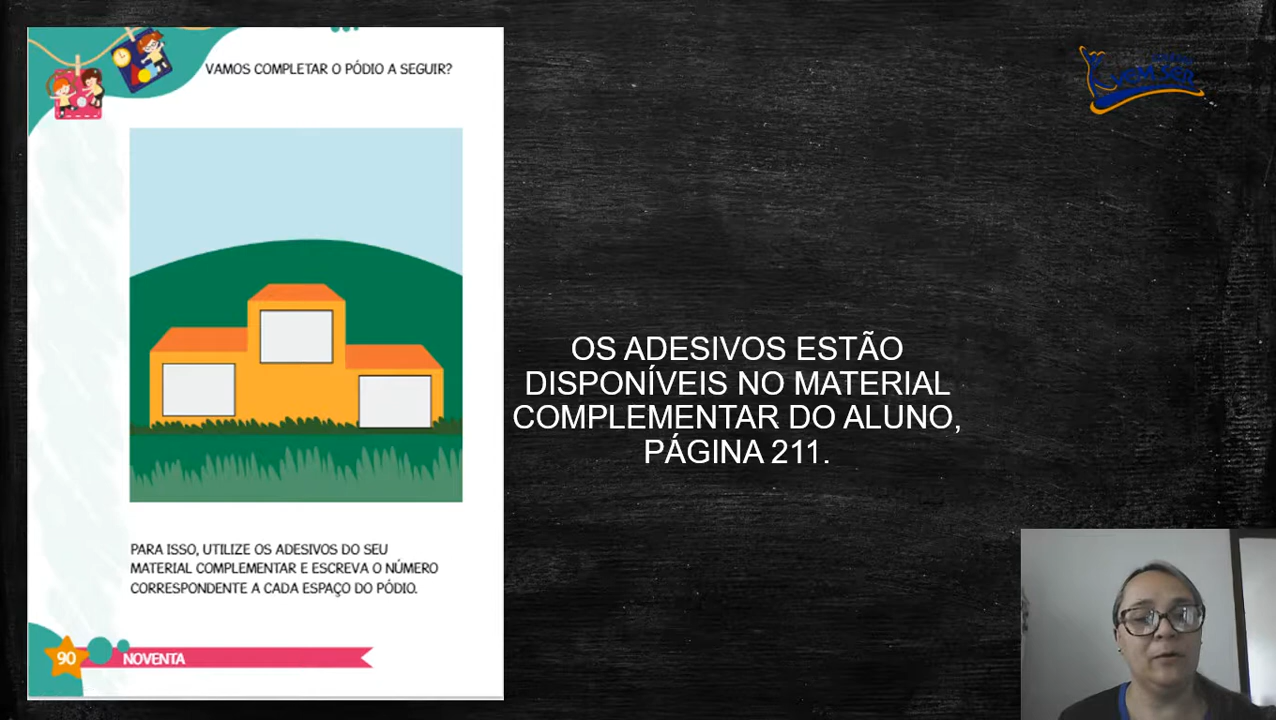 VAMOS COMPLETAR O PÓDIO A SEGUIR?
OS ADESIVOS ESTÃO
DISPONÍVEIS NO MATERIAL
COMPLEMENTAR DO ALUNO,
PÁGINA 211.
PARA ISSO, UTILIZE OS ADESIVOS DO SEU
MATERIAL COMPLEMENTAR E ESCREVA O NÚMERO
CORRESPONDENTE A CADA ESPAÇO DO PÓDIO.
90 NOVENTA